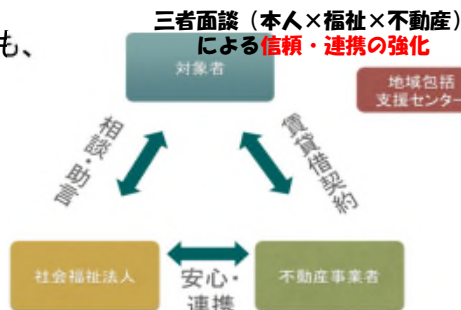 三者面談（本人×福祉×不動産）
による信頼・連携の強化
も、
対象者
地域包括
支援センター
相談・助言
賃貸借契約
社会福祉法人
安心・
連携
不動産事業者